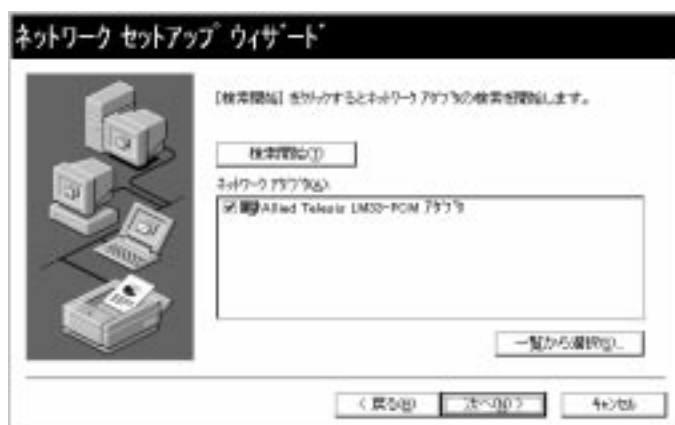 ネットワーク セットアップ ウィザード
[検索開始] をクリックするとネットワーク アダプタの検索を開始します。
検索開始(T)
ネットワーク アダプタ(A):
Allied Telesis LM33-PCM アダプタ
一覧から選択(S)...
< 戻る(B)
次へ(N) >
キャンセル